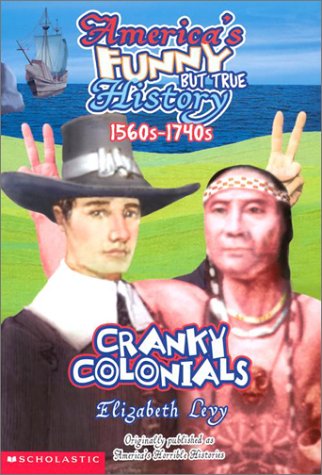 America's
FUNNY
BUT TRUE
History
1560s-1740s
CRANKY
COLONIALS
Elizabeth Levy
Originally published as
America's Horrible Histories
SCHOLASTIC